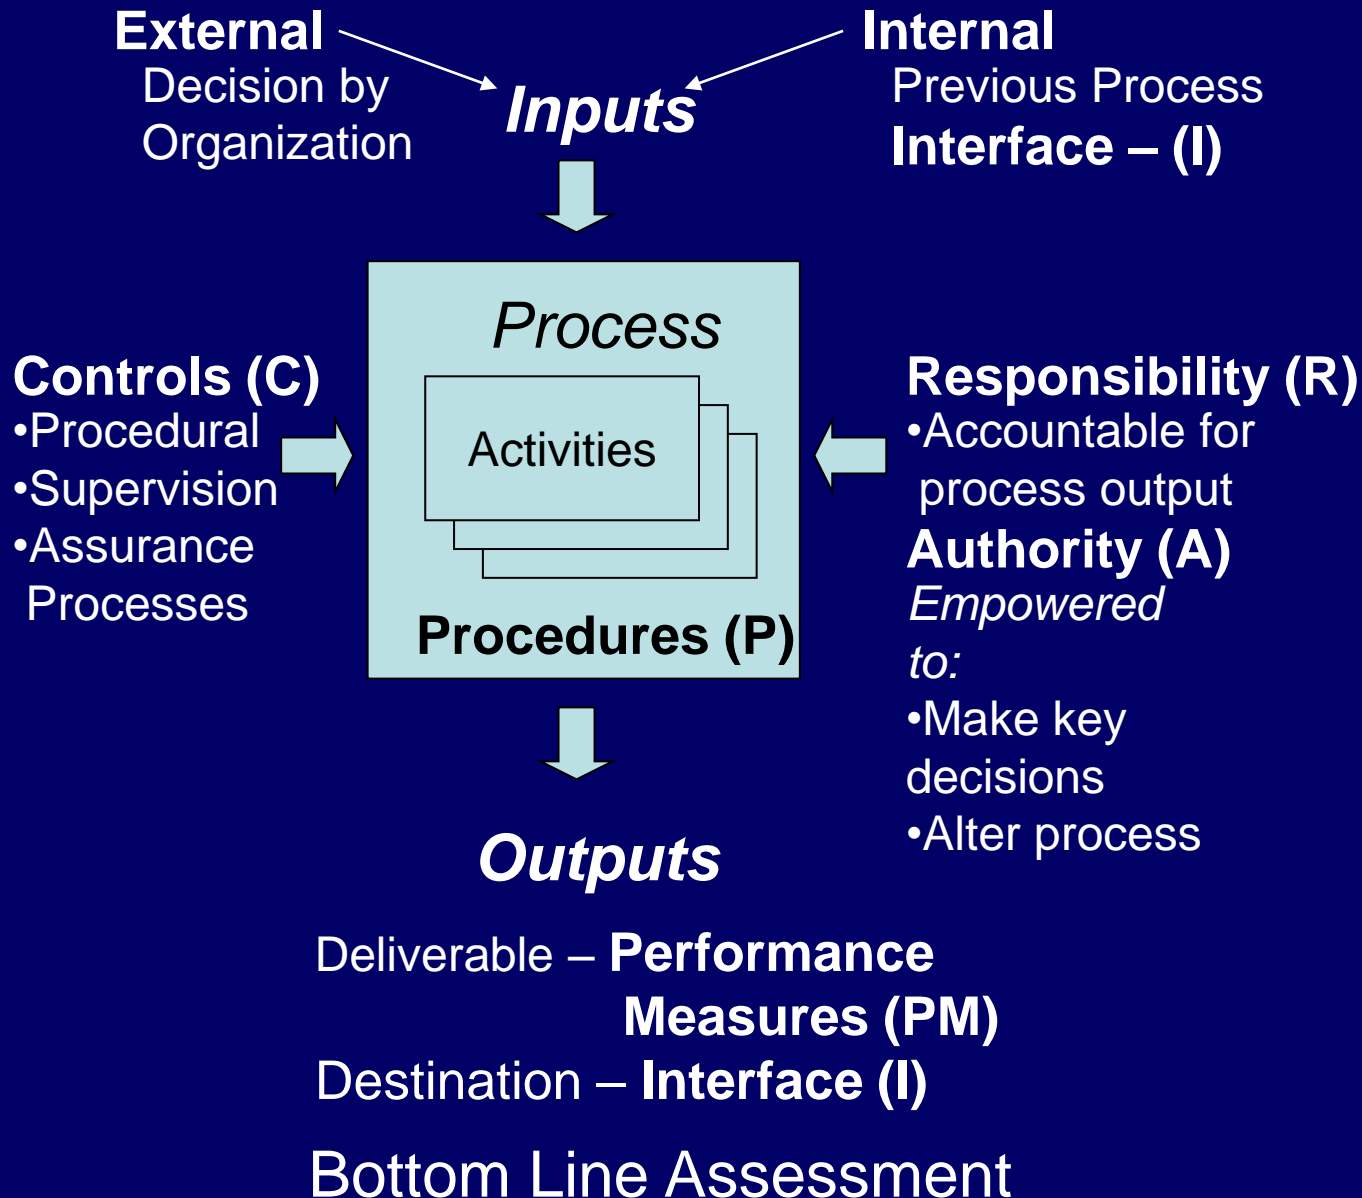 External
Decision by
Organization
Inputs
Internal
Previous Process
Interface – (I)
Process
Activities
Procedures (P)
Controls (C)
•Procedural
•Supervision
•Assurance
Processes
Responsibility (R)
•Accountable for
process output
Authority (A)
Empowered
to:
•Make key
decisions
•Alter process
Outputs
Deliverable – Performance
Measures (PM)
Destination – Interface (I)
Bottom Line Assessment